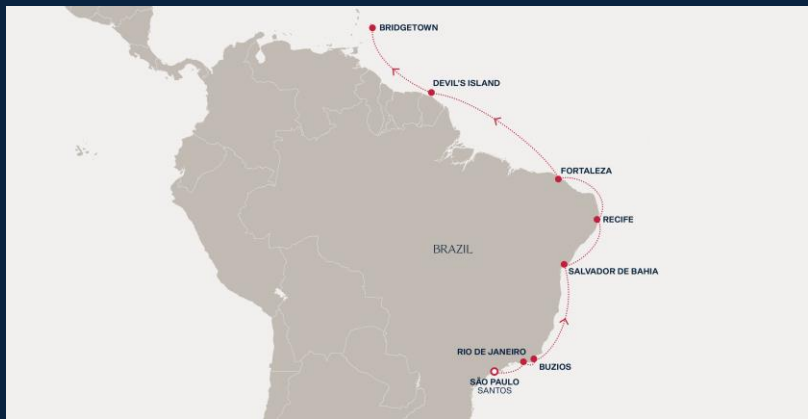 BRIDGETOWN
DEVIL'S ISLAND
FORTALEZA
RECIFE
BRAZIL
SALVADOR DE BAHIA
RIO DE JANEIRO
BUZIOS
SÃO PAULO
SANTOS